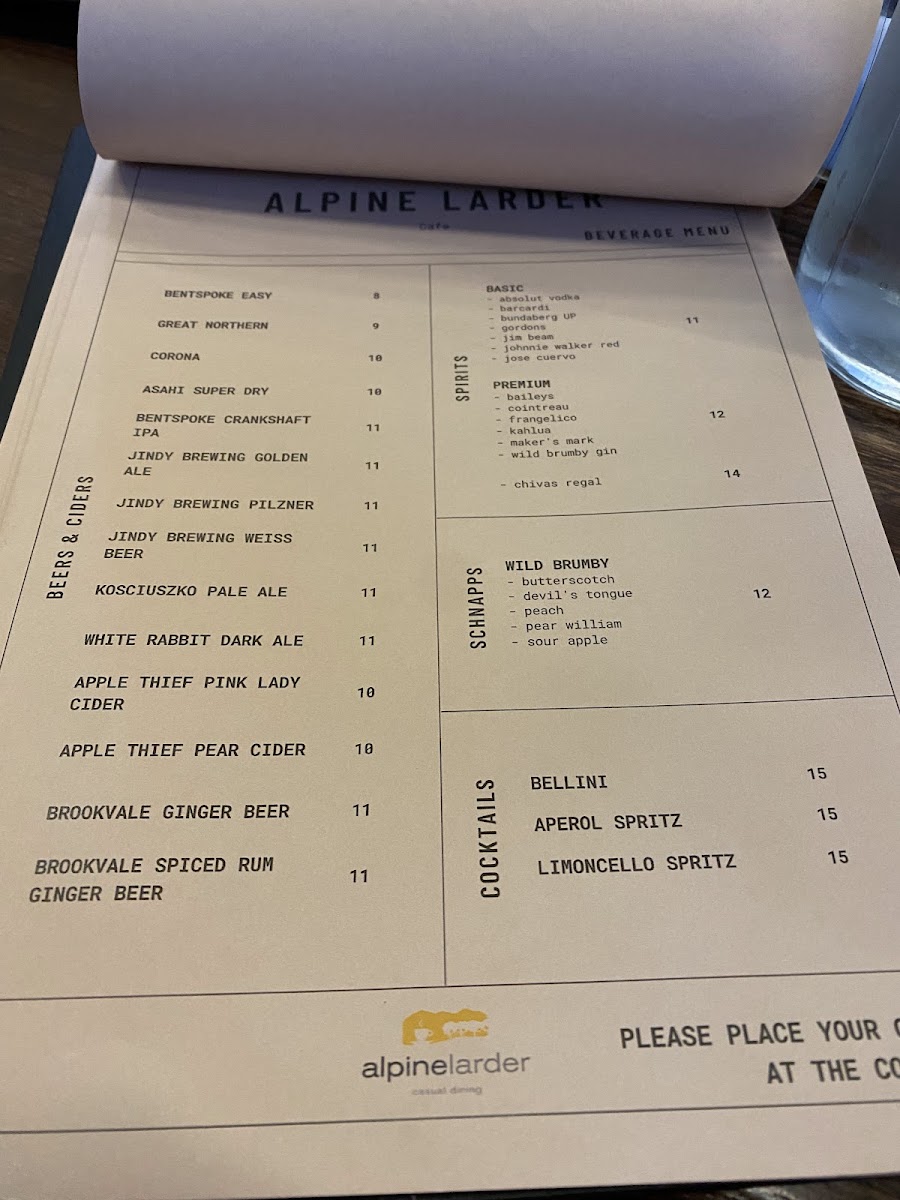 ALPINE LARDER
Cafe
BEVERAGE MENU
BEERS & CIDERS
BENTSPOKE EASY 8
GREAT NORTHERN 9
CORONA 10
ASAHI SUPER DRY 10
BENTSPOKE CRANKSHAFT
IPA 11
JINDY BREWING GOLDEN
ALE 11
JINDY BREWING PILZNER 11
JINDY BREWING WEISS
BEER 11
KOSCIUSZKO PALE ALE 11
WHITE RABBIT DARK ALE 11
APPLE THIEF PINK LADY
CIDER 10
APPLE THIEF PEAR CIDER 10
BROOKVALE GINGER BEER 11
BROOKVALE SPICED RUM
GINGER BEER 11
SPIRITS
BASIC
- absolut vodka
- barcardi
- bundaberg UP
- gordons 11
- jim beam
- johnnie walker red
- jose cuervo
PREMIUM
- baileys
- cointreau
- frangelico 12
- kahlua
- maker's mark
- wild brumby gin
- chivas regal 14
SCHNAPPS
WILD BRUMBY
- butterscotch
- devil's tongue 12
- peach
- pear william
- sour apple
COCKTAILS
BELLINI 15
APEROL SPRITZ 15
LIMONCELLO SPRITZ 15
alpinelarder
casual dining
PLEASE PLACE YOUR
AT THE